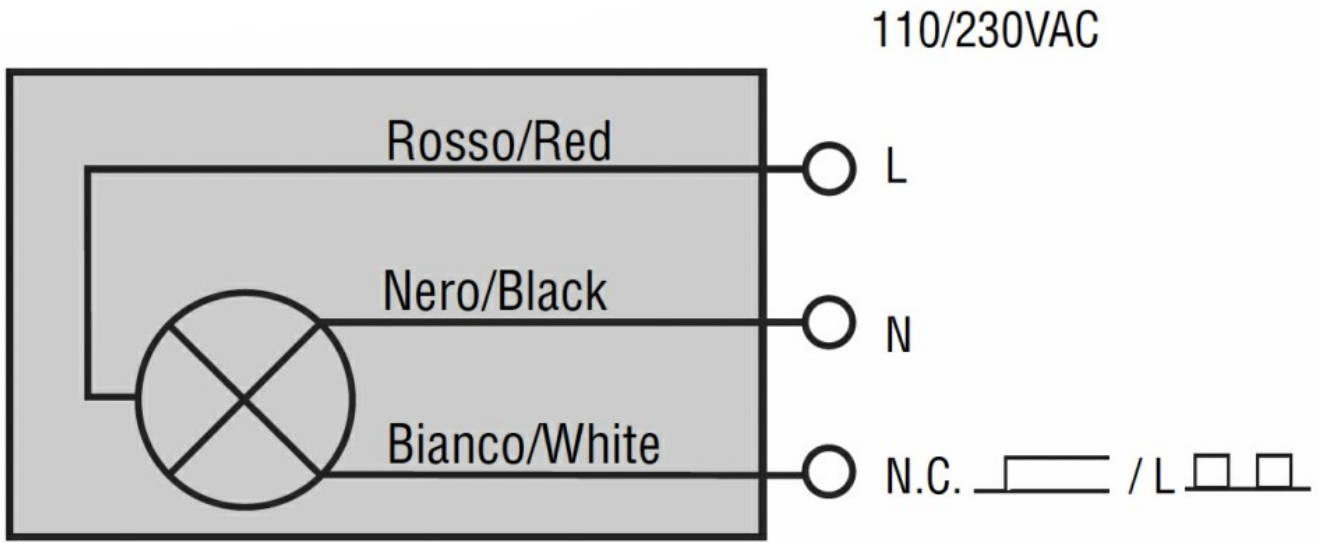 110/230VAC
Rosso/Red
L
Nero/Black
N
Bianco/White
N.C. / L